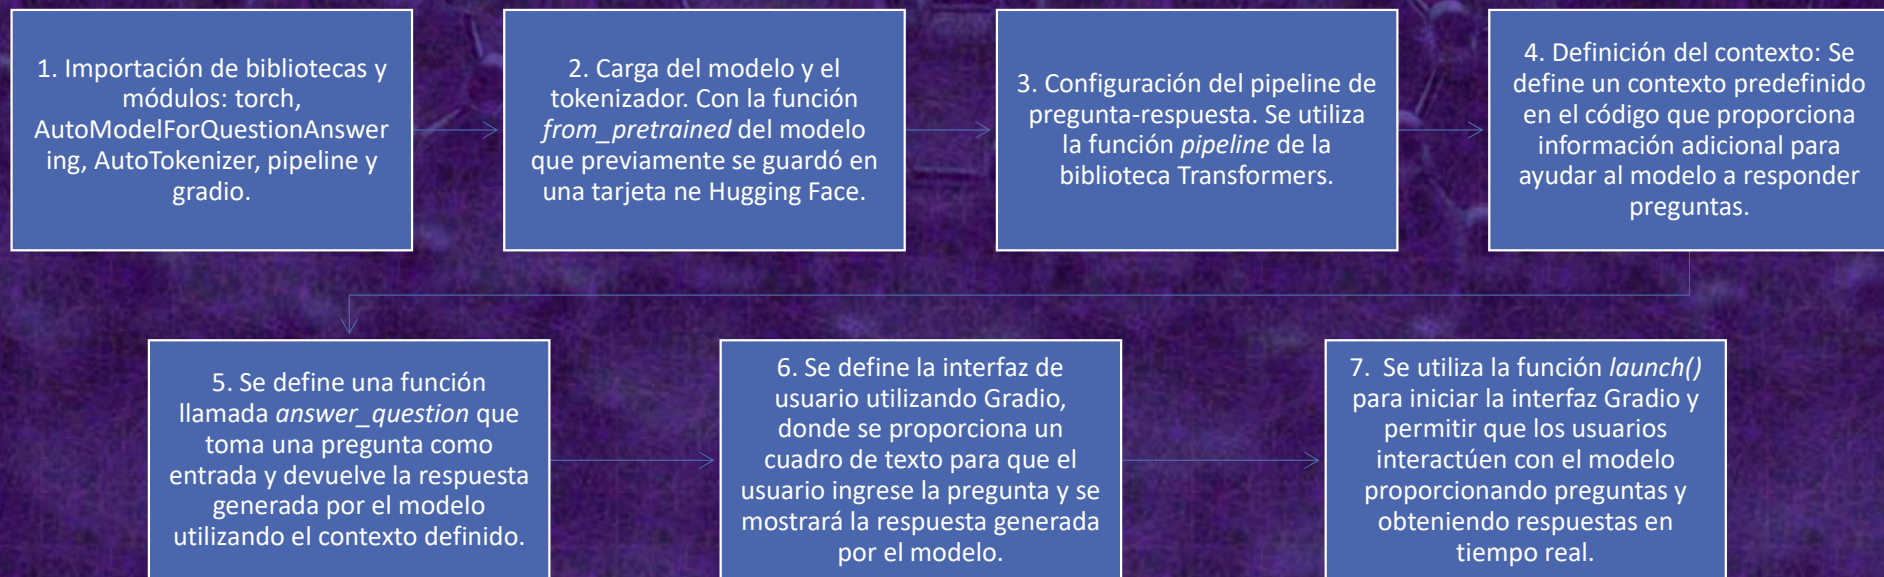 1. Importación de bibliotecas y
módulos: torch,
AutoModelForQuestionAnswer
ing, AutoTokenizer, pipeline y
gradio.
2. Carga del modelo y el
tokenizador. Con la función
from_pretrained del modelo
que previamente se guardó en
una tarjeta ne Hugging Face.
3. Configuración del pipeline de
pregunta-respuesta. Se utiliza
la función pipeline de la
biblioteca Transformers.
4. Definición del contexto: Se
define un contexto predefinido
en el código que proporciona
información adicional para
ayudar al modelo a responder
preguntas.
5. Se define una función
llamada answer_question que
toma una pregunta como
entrada y devuelve la respuesta
generada por el modelo
utilizando el contexto definido.
6. Se define la interfaz de
usuario utilizando Gradio,
donde se proporciona un
cuadro de texto para que el
usuario ingrese la pregunta y se
mostrará la respuesta generada
por el modelo.
7. Se utiliza la función launch()
para iniciar la interfaz Gradio y
permitir que los usuarios
interactúen con el modelo
proporcionando preguntas y
obteniendo respuestas en
tiempo real.